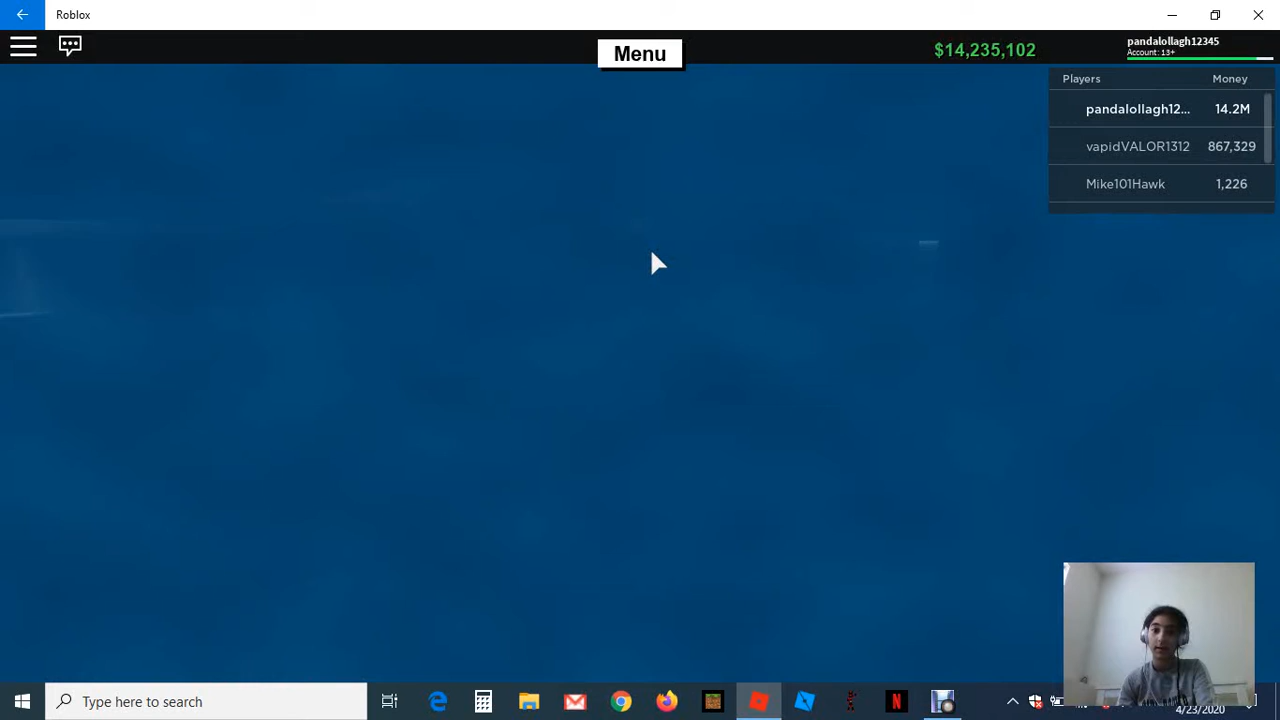 Roblox
Menu
$14,235,102
pandalollagh12345
Account: 13+
Players Money
pandalollagh12... 14.2M
vapidVALOR1312 867,329
Mike101Hawk 1,226
Type here to search
N
4/23/2020